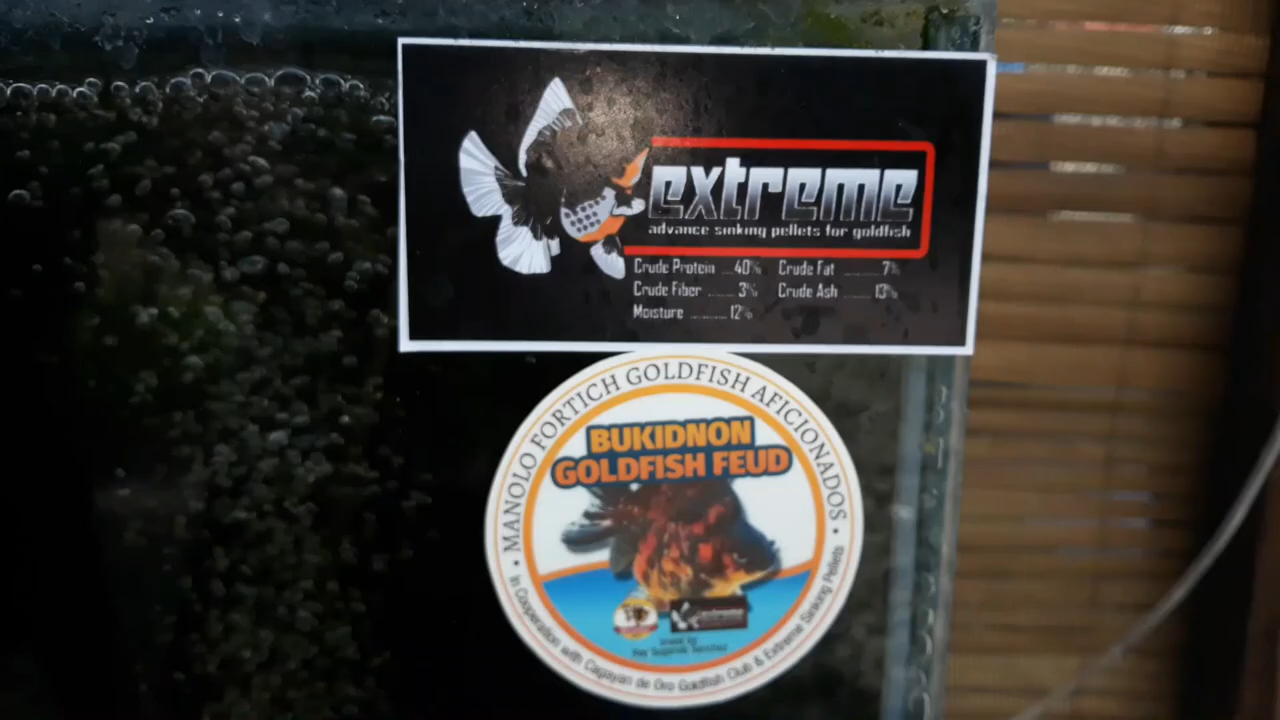 extreme
advance sinking pellets for goldfish
Crude Protein ... 40% Crude Fat ............ 7%
Crude Fiber ....... 3% Crude Ash ......... 13%
Moisture ............ 12%
• MANOLO FORTICH GOLDFISH AFICIONADOS •
BUKIDNON
GOLDFISH FEUD
extreme
In Cooperation with Cagayan de Oro Goldfish Club & Extreme Sinking Pellets